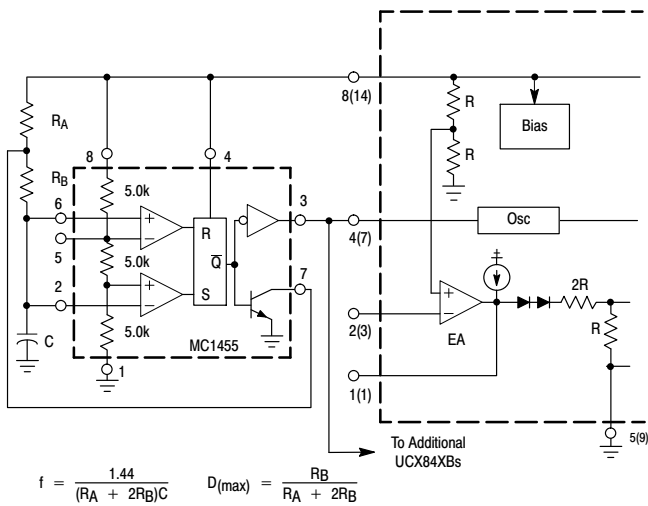 8(14)
R
Bias
R
RA
RB
8
4
6
5.0k
3
R
Osc
5
5.0k
Q̅
4(7)
2
S
7
5.0k
2R
R
C
MC1455
2(3)
EA
1
1(1)
5(9)
To Additional
UCX84XBs
f = 1.44 / (RA + 2RB)C
D(max) = RB / RA + 2RB
+
−
+
−
+
−